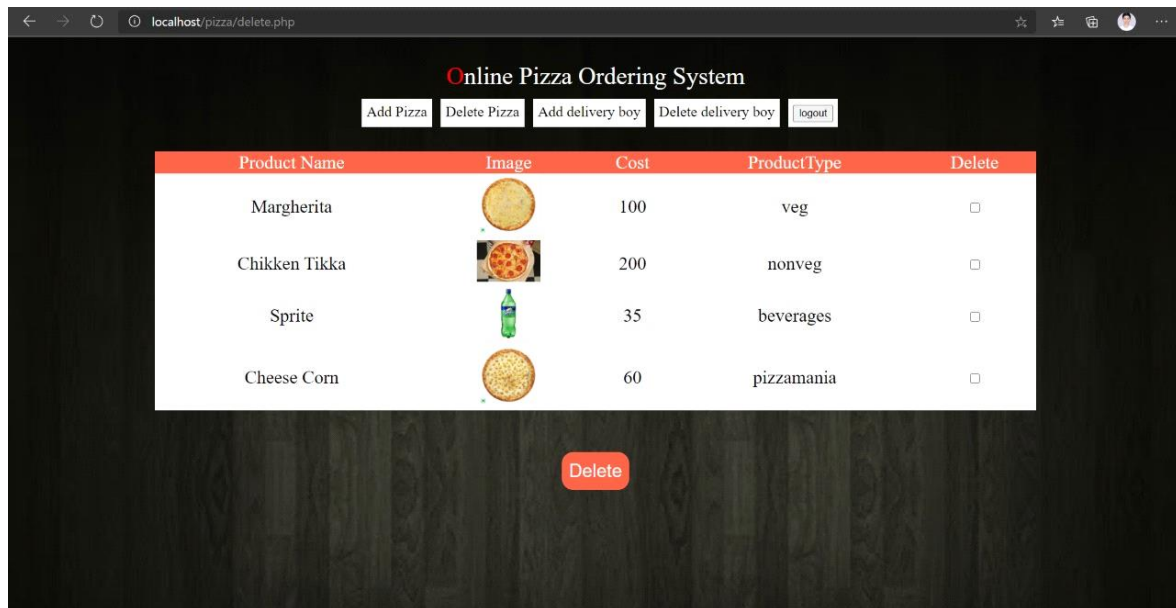 localhost/pizza/delete.php
Online Pizza Ordering System
Add Pizza Delete Pizza Add delivery boy Delete delivery boy logout
Product Name Image Cost ProductType Delete
Margherita 100 veg
Chikken Tikka 200 nonveg
Sprite 35 beverages
Cheese Corn 60 pizzamania
Delete